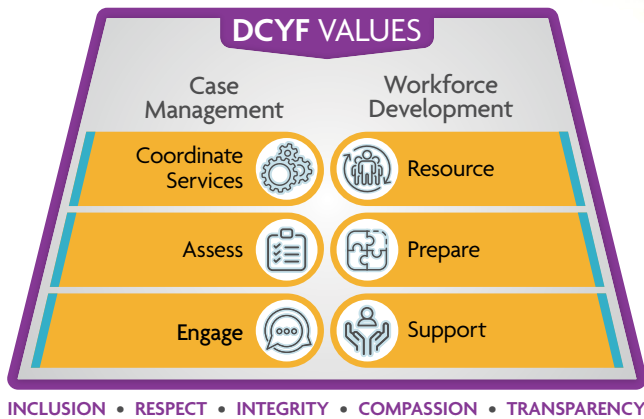 DCYF VALUES
Case
Management
Workforce
Development
Coordinate
Services
Resource
Assess
Prepare
Engage
Support
INCLUSION • RESPECT • INTEGRITY • COMPASSION • TRANSPARENCY